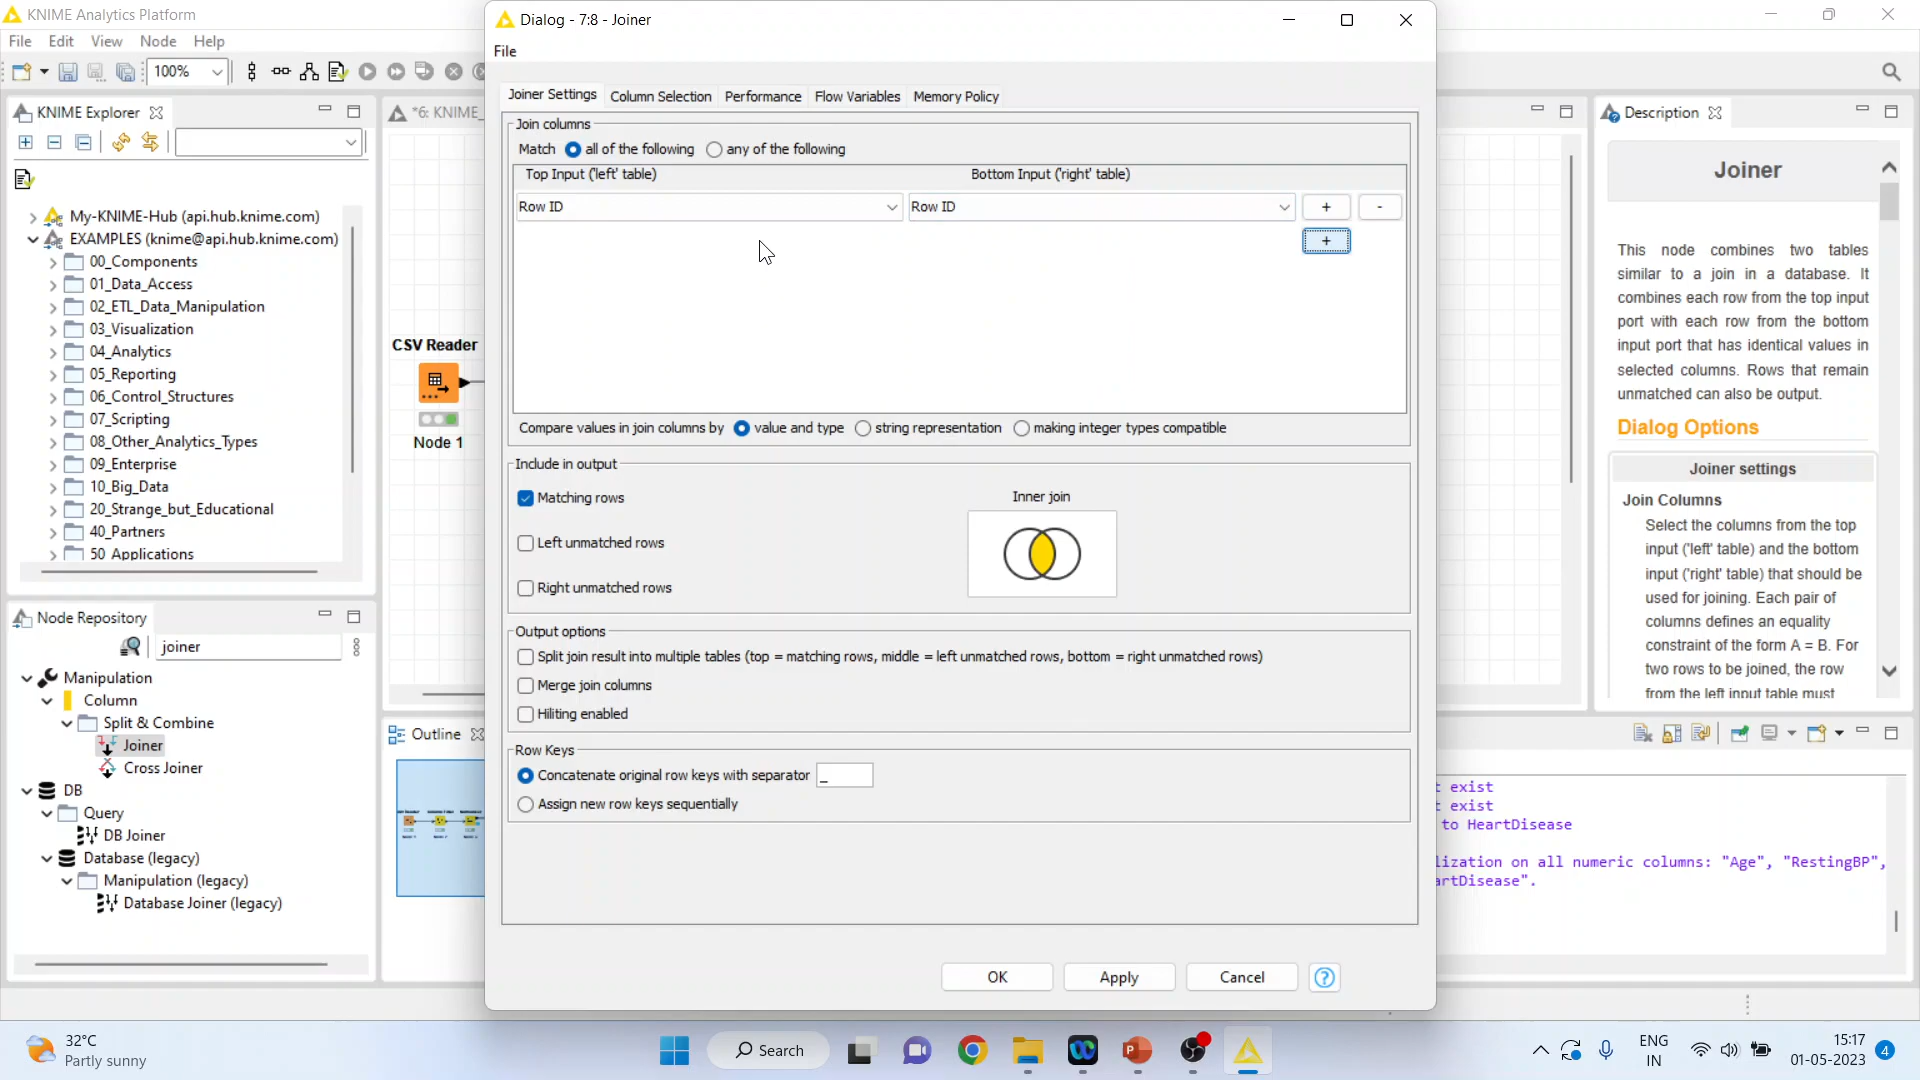 KNIME Analytics Platform
File Edit View Node Help
100%
KNIME Explorer
My-KNIME-Hub (api.hub.knime.com)
EXAMPLES (knime@api.hub.knime.com)
00_Components
01_Data_Access
02_ETL_Data_Manipulation
03_Visualization
04_Analytics
05_Reporting
06_Control_Structures
07_Scripting
08_Other_Analytics_Types
09_Enterprise
10_Big_Data
20_Strange_but_Educational
40_Partners
50 Applications
Node Repository
joiner
Manipulation
Column
Split & Combine
Joiner
Cross Joiner
DB
Query
DB Joiner
Database (legacy)
Manipulation (legacy)
Database Joiner (legacy)
*6: KNIME_
CSV Reader
Node 1
Outline
Dialog - 7:8 - Joiner
File
Joiner Settings Column Selection Performance Flow Variables Memory Policy
Join columns
Match all of the following any of the following
Top Input ('left' table) Bottom Input ('right' table)
Row ID Row ID + -
+
Compare values in join columns by value and type string representation making integer types compatible
Include in output
Matching rows
Left unmatched rows
Right unmatched rows
Inner join
Output options
Split join result into multiple tables (top = matching rows, middle = left unmatched rows, bottom = right unmatched rows)
Merge join columns
Hiliting enabled
Row Keys
Concatenate original row keys with separator _
Assign new row keys sequentially
OK Apply Cancel ?
Description
Joiner
This node combines two tables
similar to a join in a database. It
combines each row from the top input
port with each row from the bottom
input port that has identical values in
selected columns. Rows that remain
unmatched can also be output.
Dialog Options
Joiner settings
Join Columns
Select the columns from the top
input ('left' table) and the bottom
input ('right' table) that should be
used for joining. Each pair of
columns defines an equality
constraint of the form A = B. For
two rows to be joined, the row
from the left input table must
t exist
t exist
to HeartDisease
lization on all numeric columns: "Age", "RestingBP",
artDisease".
32°C
Partly sunny
Search
ENG
IN
15:17
01-05-2023
4